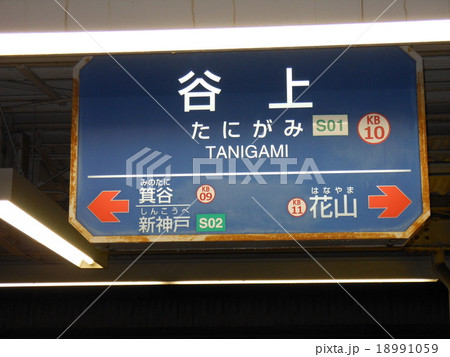 谷上
たにがみ S01 KB 10
TANIGAMI
みのたに
箕谷 KB 09
しんこうべ
新神戸 S02
はなやま
KB 11 花山
PIXTA
pixta.jp - 18991059